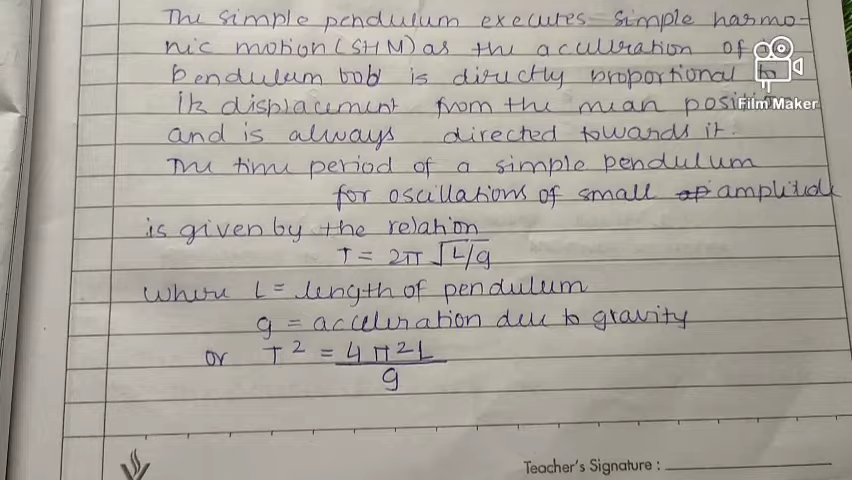 The simple pendulum executes simple harmo-
nic motion (SHM) as the acculeration of
pendulum bob is directly proportional to
its displacement from the mean position
Film Maker
and is always directed towards it.
The time period of a simple pendulum
for oscillations of small amplitude
is given by the relation
T = 2π √L/g
where L = length of pendulum
g = acceleration due to gravity
or T² = 4π²L
g
Teacher's Signature :